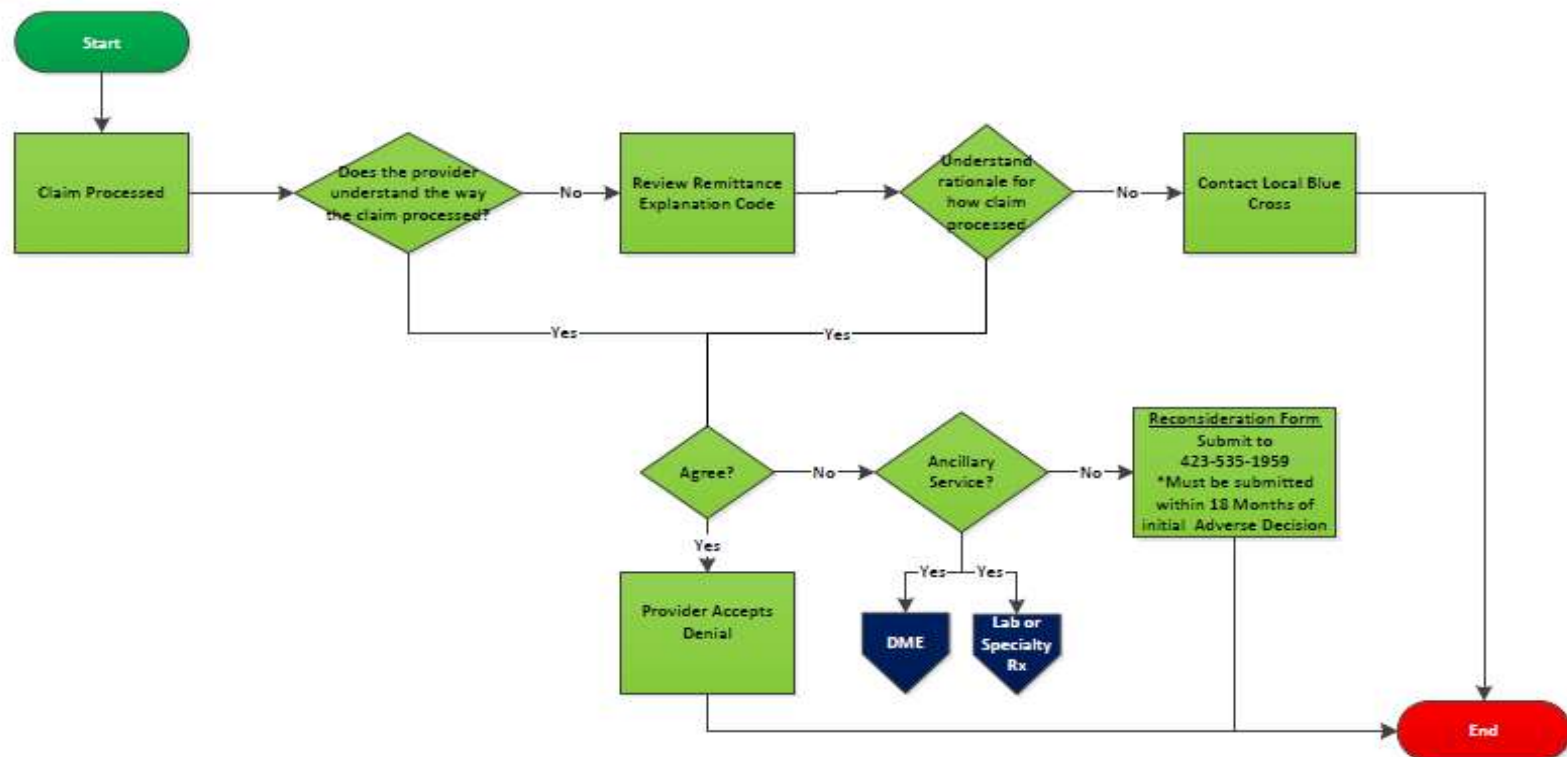 Start
Claim Processed
Does the provider
understand the way
the claim processed?
No
Review Remittance
Explanation Code
Understand
rationale for
how claim
processed
No
Contact Local Blue
Cross
Yes
Yes
Agree?
No
Ancillary
Service?
No
Reconsideration Form
Submit to
423-535-1959
*Must be submitted
within 18 Months of
initial Adverse Decision
Yes
Provider Accepts
Denial
Yes
Yes
DME
Lab or
Specialty
Rx
End